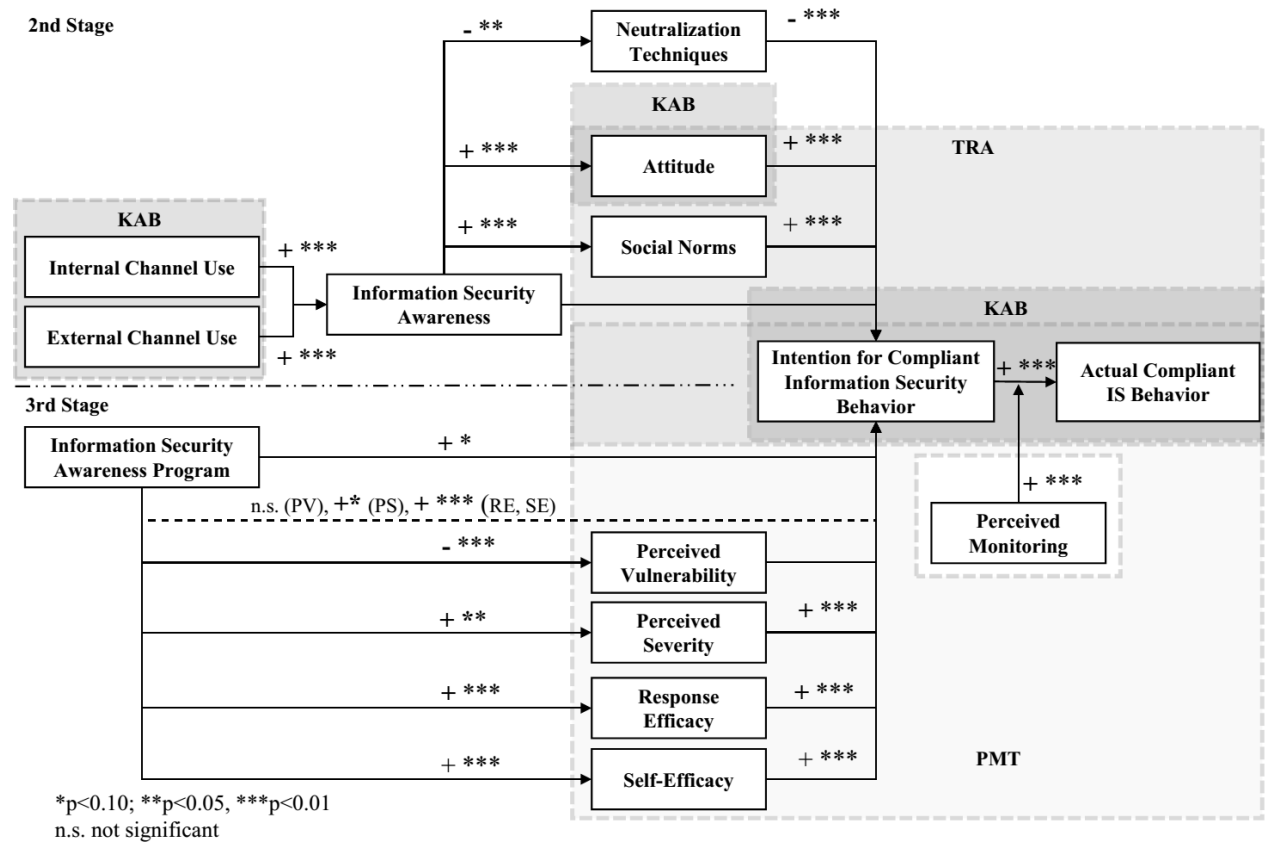 2nd Stage
- **
Neutralization
Techniques
- ***
KAB
TRA
+ ***
Attitude
+ ***
KAB
+ ***
Social Norms
+ ***
Internal Channel Use
+ ***
External Channel Use
+ ***
Information Security
Awareness
KAB
Intention for Compliant
Information Security
Behavior
+ ***
Actual Compliant
IS Behavior
3rd Stage
Information Security
Awareness Program
+ *
n.s. (PV), +* (PS), + *** (RE, SE)
+ ***
Perceived
Monitoring
- ***
Perceived
Vulnerability
+ **
Perceived
Severity
+ ***
+ ***
Response
Efficacy
+ ***
+ ***
Self-Efficacy
+ ***
PMT
*p<0.10; **p<0.05, ***p<0.01
n.s. not significant